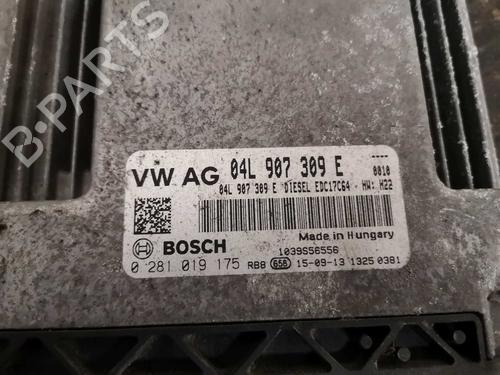 B-PARTS
VW AG 04L 907 309 E ----
04L 907 309 E DIESEL EDC17C64 - HW: H22 0010
Made in Hungary
BOSCH 1039S56556
0 281 019 175 RB8 656 15-09-13 1325 0381